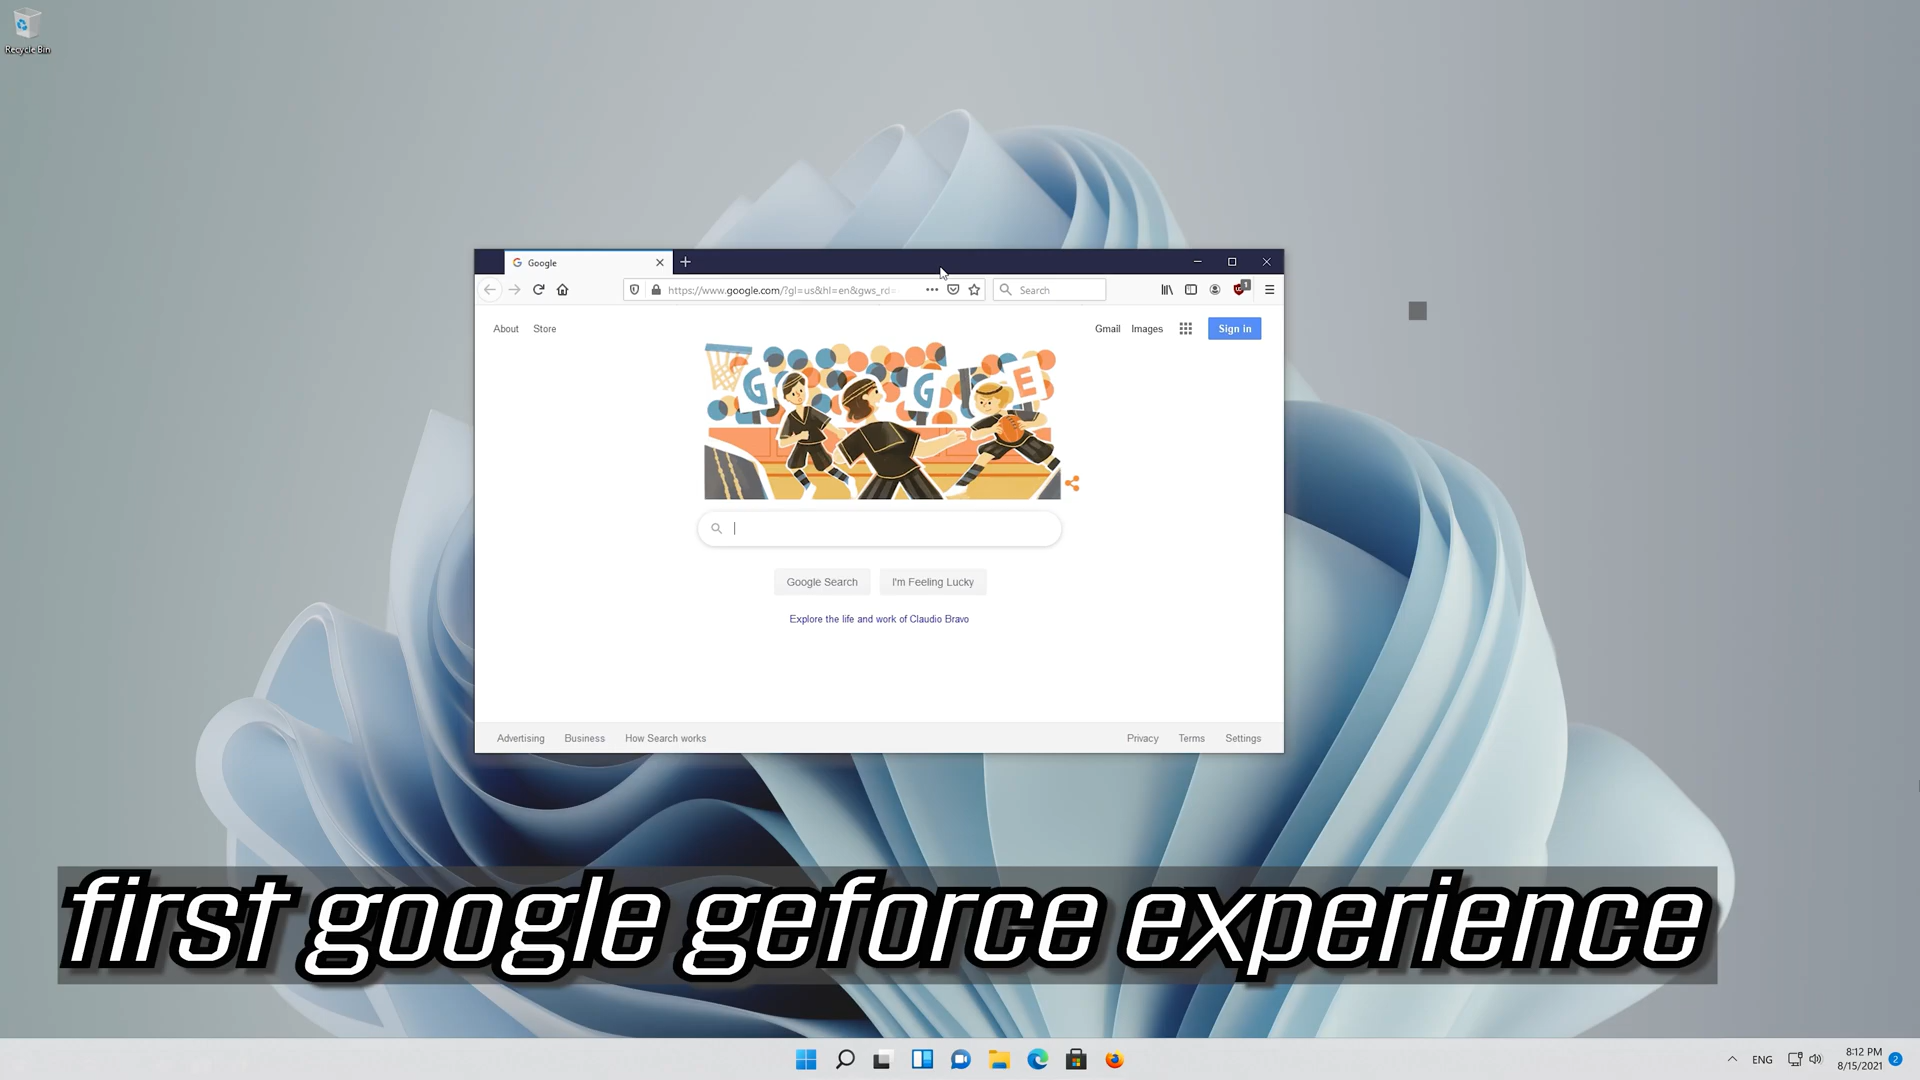 Recycle Bin
Google
https://www.google.com/?gl=us&hl=en&gws_rd=
Search
About Store
Gmail Images Sign in
G G E
Google Search I'm Feeling Lucky
Explore the life and work of Claudio Bravo
Advertising Business How Search works
Privacy Terms Settings
first google geforce experience
ENG
8:12 PM
8/15/2021
2